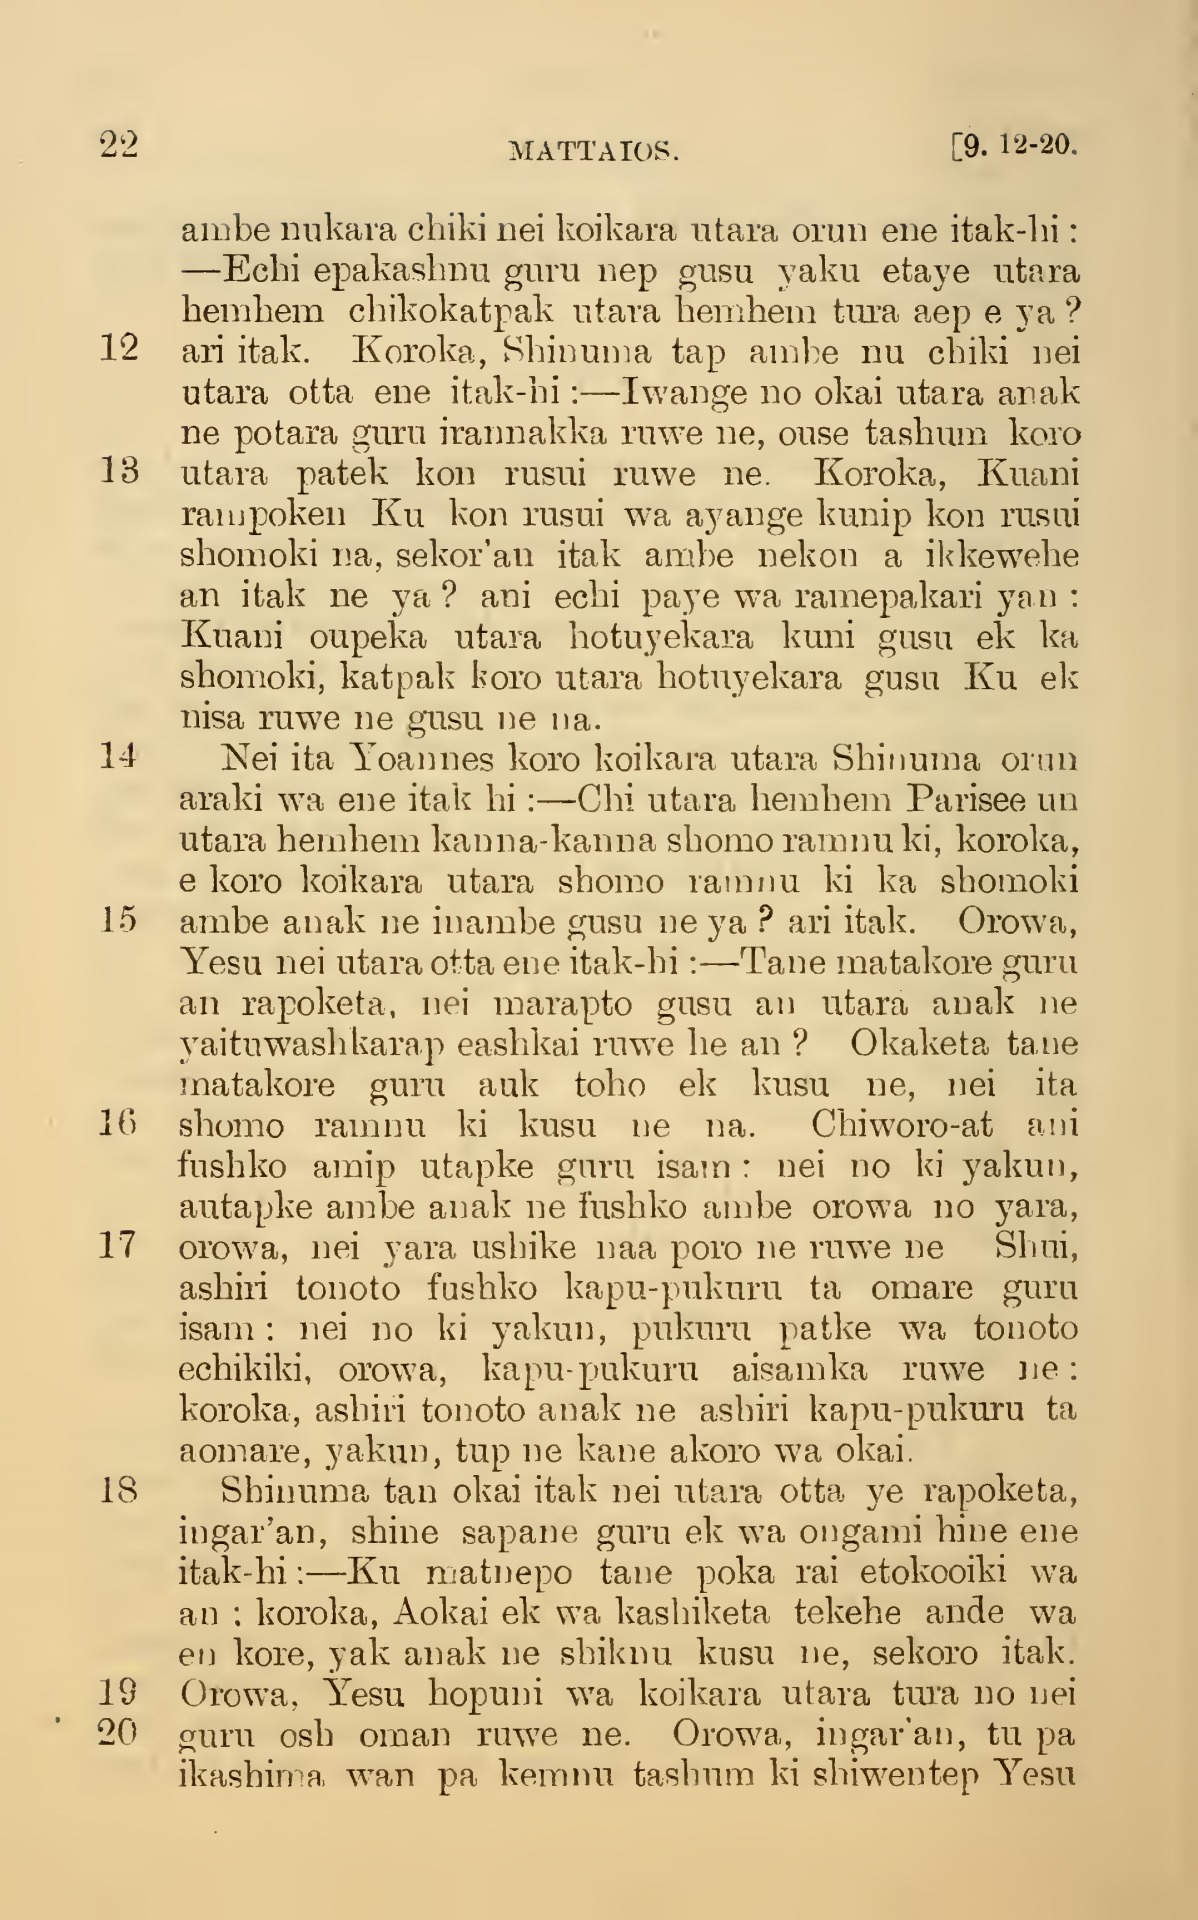 22 MATTAIOS. [9. 12-20.
ambe nukara chiki nei koikara utara orun ene itak-hi :
—Echi epakashnu guru nep gusu yaku etaye utara
hemhem chikokatpak utara hemhem tura aep e ya ?
12 ari itak. Koroka, Shinuma tap ambe nu chiki nei
utara otta ene itak-hi :—Iwange no okai utara anak
ne potara guru irannakka ruwe ne, ouse tashum koro
13 utara patek kon rusui ruwe ne. Koroka, Kuani
rampoken Ku kon rusui wa ayange kunip kon rusui
shomoki na, sekor'an itak ambe nekon a ikkewehe
an itak ne ya ? ani echi paye wa ramepakari yan :
Kuani oupeka utara hotuyekara kuni gusu ek ka
shomoki, katpak koro utara hotuyekara gusu Ku ek
nisa ruwe ne gusu ne na.
14 Nei ita Yoannes koro koikara utara Shinuma orun
araki wa ene itak hi :—Chi utara hemhem Parisee un
utara hemhem kanna-kanna shomo ramnu ki, koroka,
e koro koikara utara shomo ramnu ki ka shomoki
15 ambe anak ne inambe gusu ne ya ? ari itak. Orowa,
Yesu nei utara otta ene itak-hi :—Tane matakore guru
an rapoketa, nei marapto gusu an utara anak ne
yaituwashkarap eashkai ruwe he an ? Okaketa tane
matakore guru auk toho ek kusu ne, nei ita
16 shomo ramnu ki kusu ne na. Chiworo-at ani
fushko amip utapke guru isam : nei no ki yakun,
autapke ambe anak ne fushko ambe orowa no yara,
17 orowa, nei yara ushike naa poro ne ruwe ne Shui,
ashiri tonoto fushko kapu-pukuru ta omare guru
isam : nei no ki yakun, pukuru patke wa tonoto
echikiki, orowa, kapu-pukuru aisamka ruwe ne :
koroka, ashiri tonoto anak ne ashiri kapu-pukuru ta
aomare, yakun, tup ne kane akoro wa okai.
18 Shinuma tan okai itak nei utara otta ye rapoketa,
ingar'an, shine sapane guru ek wa ongami hine ene
itak-hi :—Ku matnepo tane poka rai etokooiki wa
an : koroka, Aokai ek wa kashiketa tekehe ande wa
en kore, yak anak ne shiknu kusu ne, sekoro itak.
19 Orowa, Yesu hopuni wa koikara utara tura no nei
20 guru osh oman ruwe ne. Orowa, ingar'an, tu pa
ikashima wan pa kemnu tashum ki shiwentep Yesu